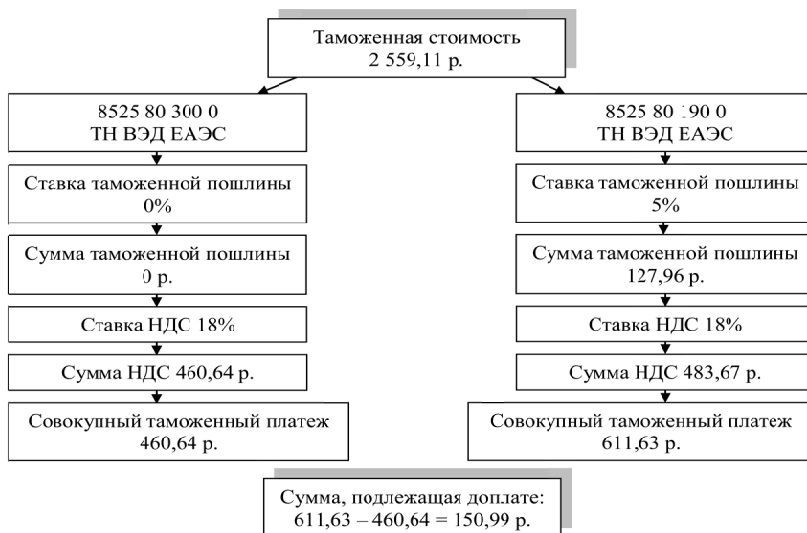 Таможенная стоимость
2 559,11 р.
8525 80 300 0
ТН ВЭД ЕАЭС
Ставка таможенной пошлины
0%
Сумма таможенной пошлины
0 р.
Ставка НДС 18%
Сумма НДС 460,64 р.
Совокупный таможенный платеж
460,64 р.
8525 80 190 0
ТН ВЭД ЕАЭС
Ставка таможенной пошлины
5%
Сумма таможенной пошлины
127,96 р.
Ставка НДС 18%
Сумма НДС 483,67 р.
Совокупный таможенный платеж
611,63 р.
Сумма, подлежащая доплате:
611,63 – 460,64 = 150,99 р.